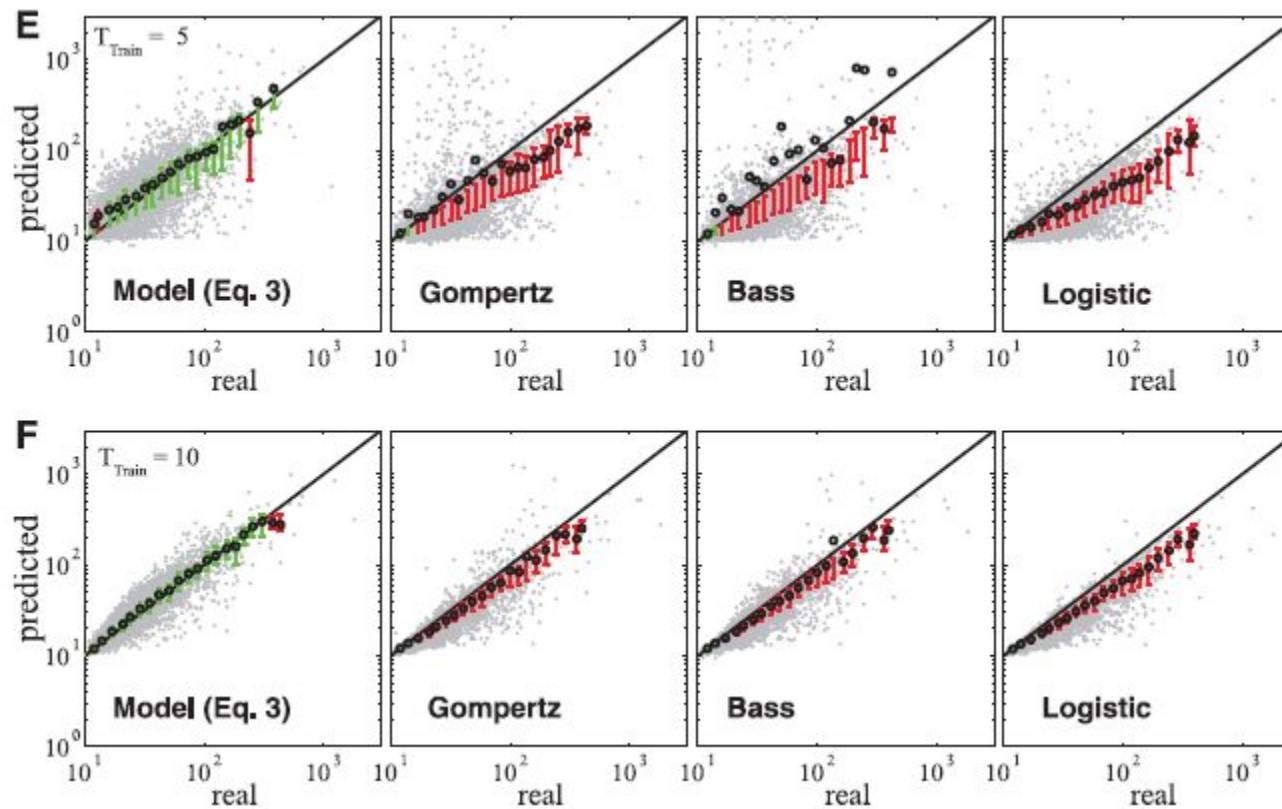 E
T_Train = 5
10^3
10^2
10^1
10^0
predicted
Model (Eq. 3)
Gompertz
Bass
Logistic
10^1 10^2 10^3
10^1 10^2 10^3
10^1 10^2 10^3
10^1 10^2 10^3
real real real real
F
T_Train = 10
10^3
10^2
10^1
10^0
predicted
Model (Eq. 3)
Gompertz
Bass
Logistic
10^1 10^2 10^3
10^1 10^2 10^3
10^1 10^2 10^3
10^1 10^2 10^3
real real real real